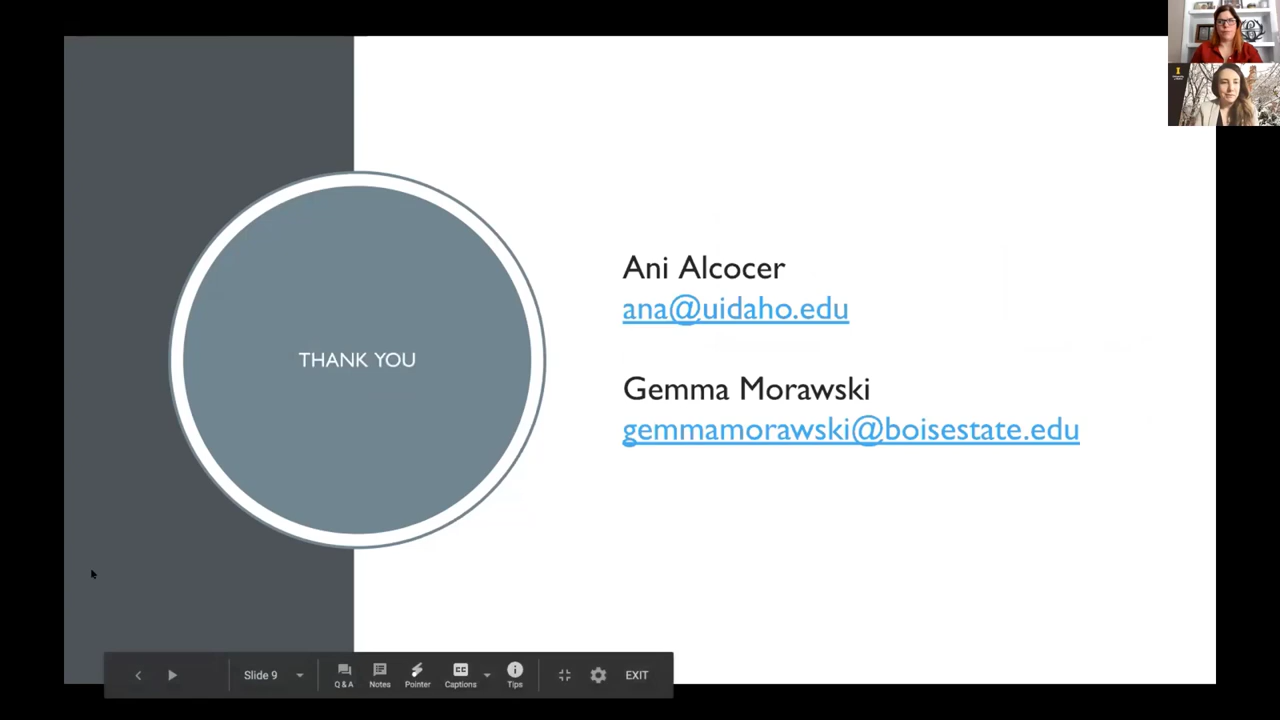 THANK YOU
Ani Alcocer
ana@uidaho.edu
Gemma Morawski
gemmamorawski@boisestate.edu
Slide 9
Q & A
Notes
Pointer
Captions
Tips
EXIT